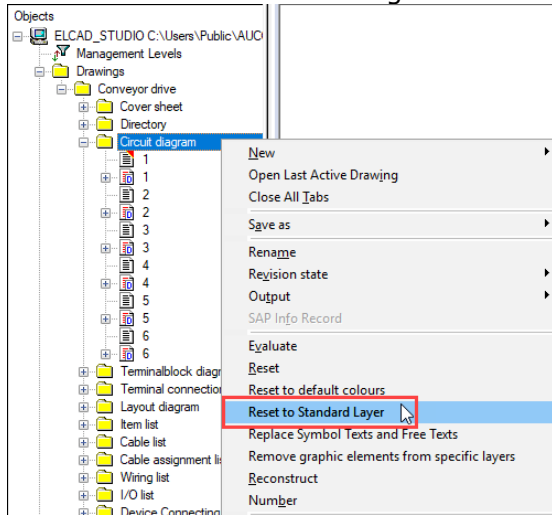 Objects
ELCAD_STUDIO C:\Users\Public\AUC
Management Levels
Drawings
Conveyor drive
Cover sheet
Directory
Circuit diagram
1
1
2
2
3
3
4
4
5
5
6
6
Terminalblock diagr
Terminal connection
Layout diagram
Item list
Cable list
Cable assignment lis
Wiring list
I/O list
Device Connecting
New
Open Last Active Drawing
Close All Tabs
Save as
Rename
Revision state
Output
SAP Info Record
Evaluate
Reset
Reset to default colours
Reset to Standard Layer
Replace Symbol Texts and Free Texts
Remove graphic elements from specific layers
Reconstruct
Number